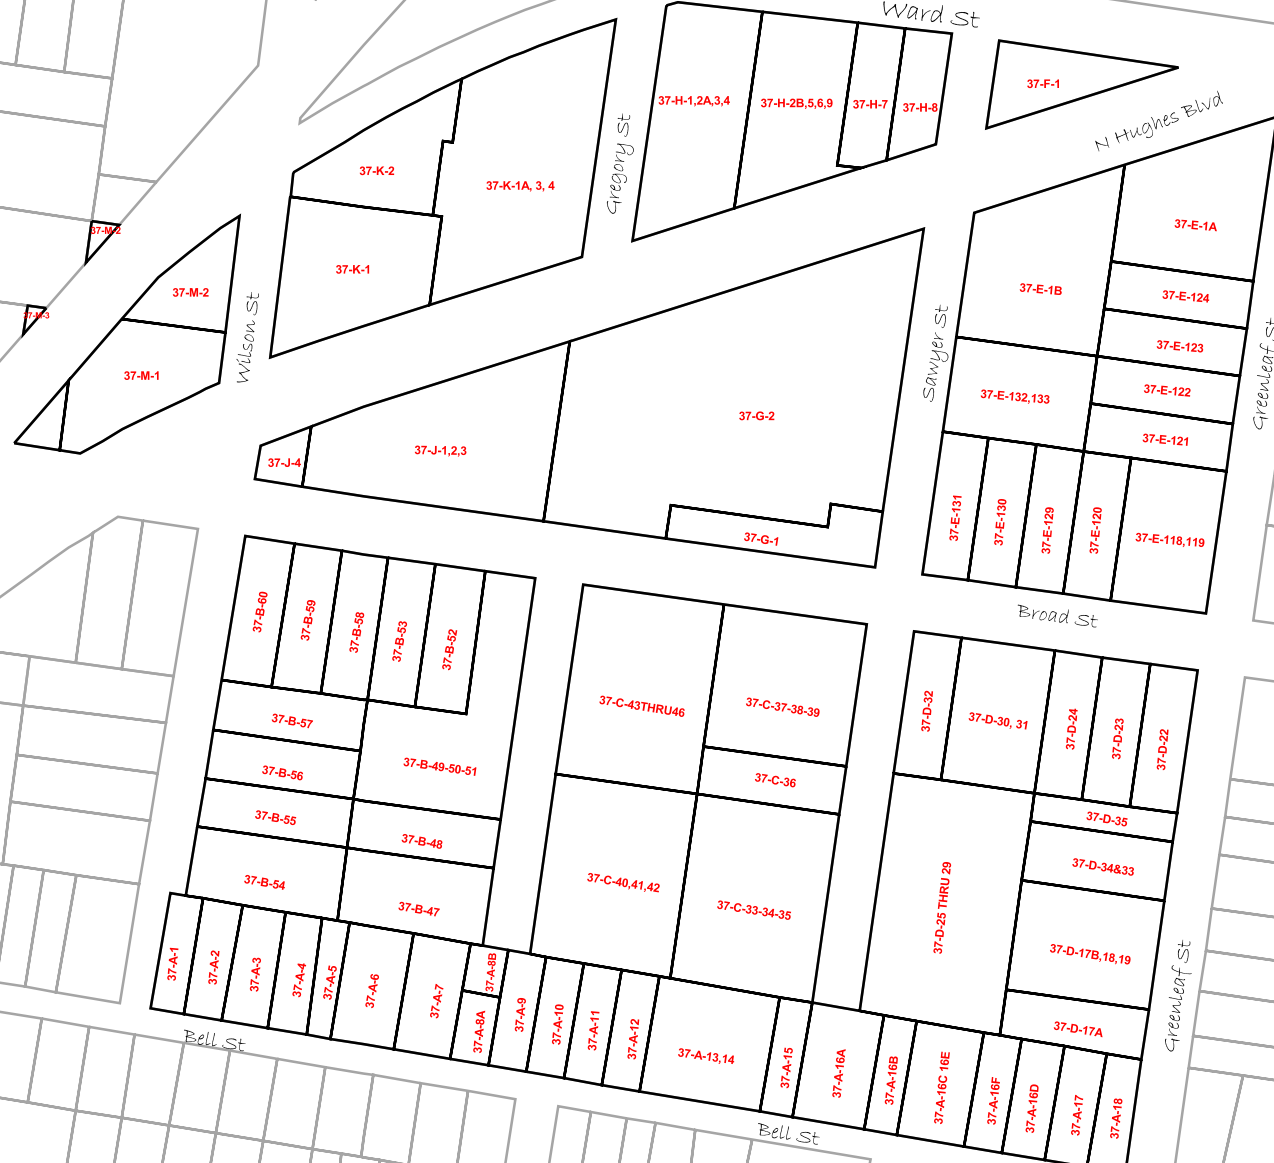 Ward St
37-F-1
37-H-1,2A,3,4
37-H-2B,5,6,9
37-H-7
37-H-8
N Hughes Blvd
Gregory St
37-K-2
37-K-1A, 3, 4
37-K-1
37-M-2
37-M-2
37-M-3
37-M-1
Wilson St
37-E-1A
37-E-1B
37-E-124
37-E-123
37-E-122
37-E-121
37-E-132,133
Sawyer St
Greenleaf St
37-G-2
37-J-1,2,3
37-J-4
37-G-1
37-E-131
37-E-130
37-E-129
37-E-120
37-E-118,119
Broad St
37-B-60
37-B-59
37-B-58
37-B-53
37-B-52
37-B-57
37-B-56
37-B-55
37-B-54
37-B-49-50-51
37-B-48
37-B-47
37-C-43THRU46
37-C-37-38-39
37-C-36
37-C-40,41,42
37-C-33-34-35
37-D-32
37-D-30, 31
37-D-24
37-D-23
37-D-22
37-D-35
37-D-34&33
37-D-25 THRU 29
37-D-17B,18,19
37-D-17A
Greenleaf St
37-A-1
37-A-2
37-A-3
37-A-4
37-A-5
37-A-6
37-A-7
37-A-8B
37-A-8A
37-A-9
37-A-10
37-A-11
37-A-12
37-A-13,14
37-A-15
37-A-16A
37-A-16B
37-A-16C 16E
37-A-16F
37-A-16D
37-A-17
37-A-18
Bell St
Bell St